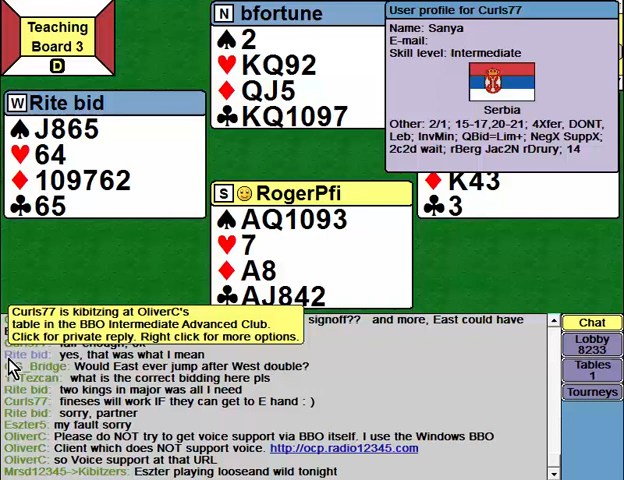 Teaching
Board 3
D
N bfortune
♠2
♥KQ92
♦QJ5
♣KQ1097
User profile for Curls77
Name: Sanya
E-mail:
Skill level: Intermediate
Serbia
Other: 2/1; 15-17,20-21; 4Xfer, DONT,
Leb; InvMin; QBid=Lim+; NegX SuppX;
2c2d wait; rBerg Jac2N rDrury; 14
W Rite bid
♠J865
♥64
♦109762
♣65
♦K43
♣3
S RogerPfi
♠AQ1093
♥7
♦A8
♣AJ842
Curls77 is kibitzing at OliverC's
table in the BBO Intermediate Advanced Club.
Click for private reply. Right click for more options.
signoff?? and more, East could have
Rite bid: yes, that was what I mean
Bridge: Would East ever jump after West double?
Tezcan: what is the correct bidding here pls
Rite bid: two kings in major was all I need
Curls77: fineses will work IF they can get to E hand : )
Rite bid: sorry, partner
Eszter5: my fault sorry
OliverC: Please do NOT try to get voice support via BBO itself. I use the Windows BBO
OliverC: Client which does NOT support voice. http://ocp.radio12345.com
OliverC: so Voice support at that URL
Mrsd12345->Kibitzers: Eszter playing looseand wild tonight
Chat
Lobby
8233
Tables
1
Tourneys